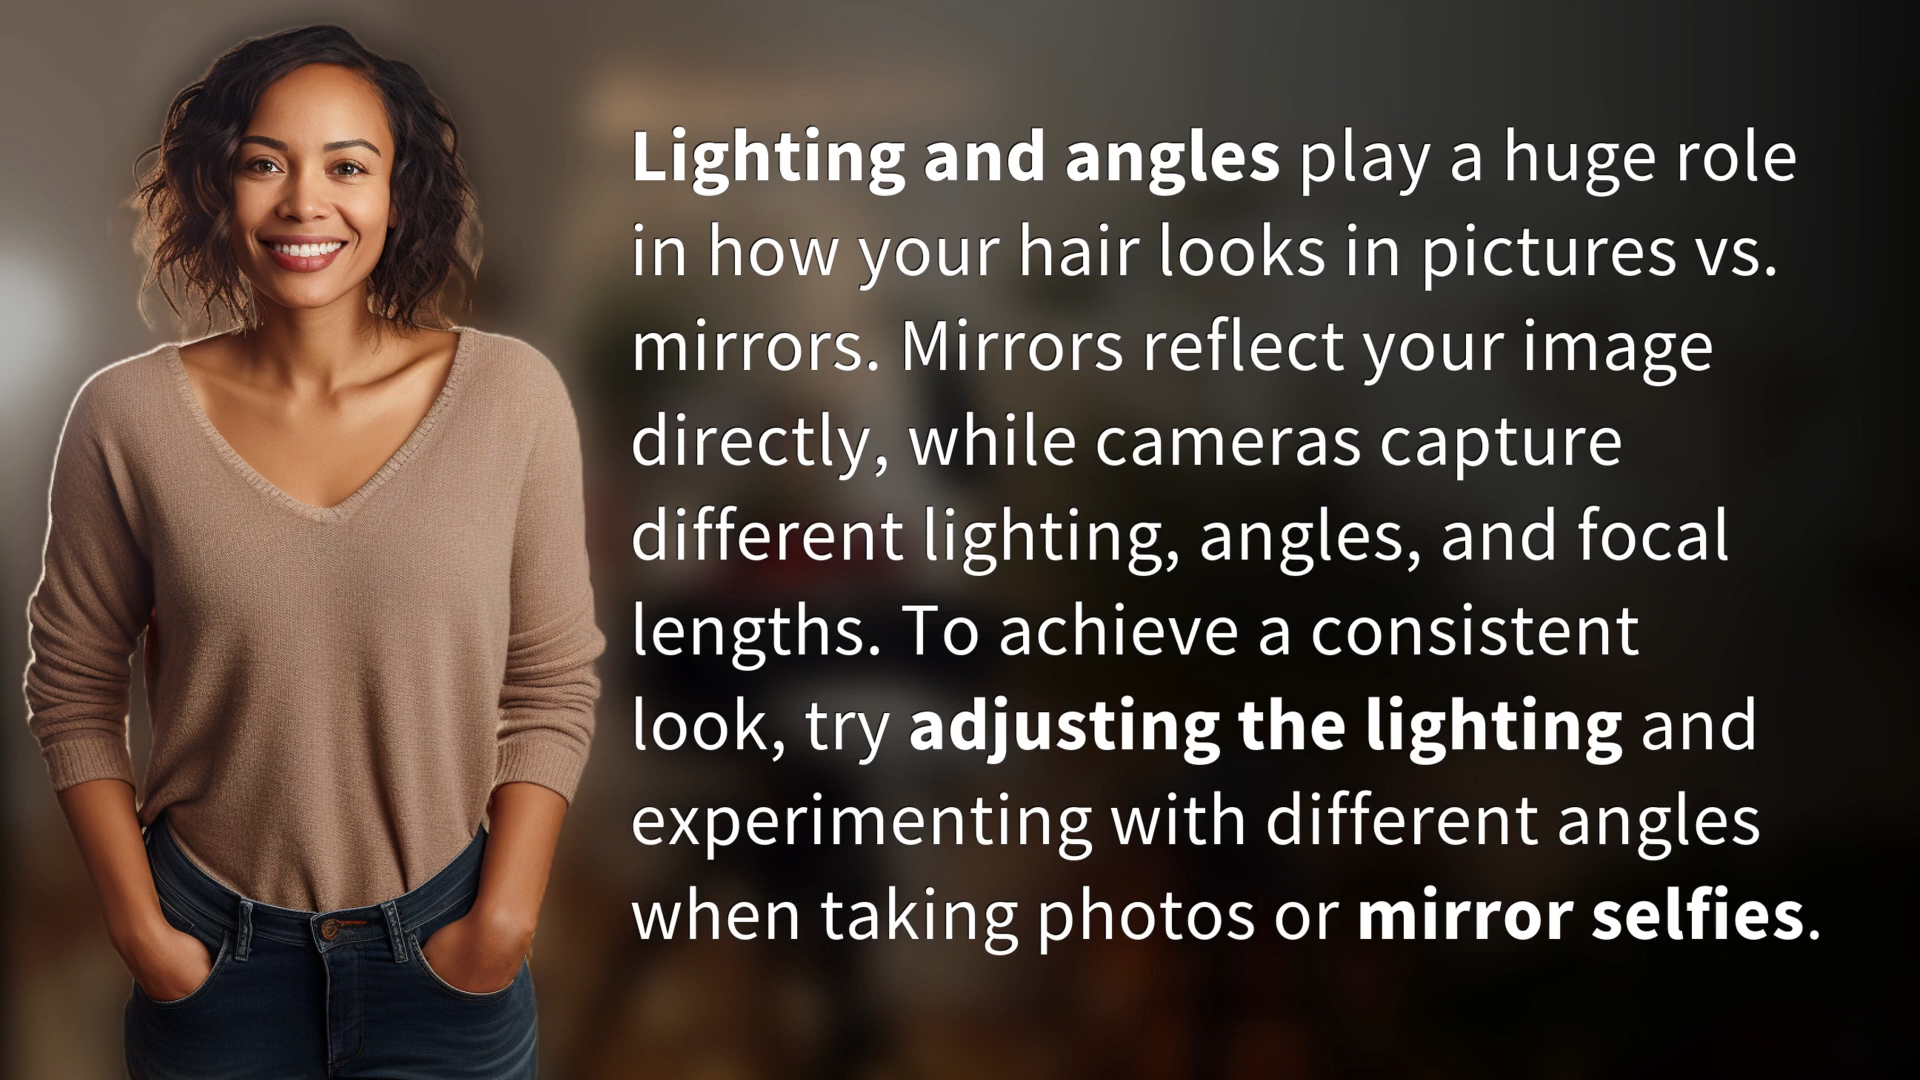 Lighting and angles play a huge role
in how your hair looks in pictures vs.
mirrors. Mirrors reflect your image
directly, while cameras capture
different lighting, angles, and focal
lengths. To achieve a consistent
look, try adjusting the lighting and
experimenting with different angles
when taking photos or mirror selfies.